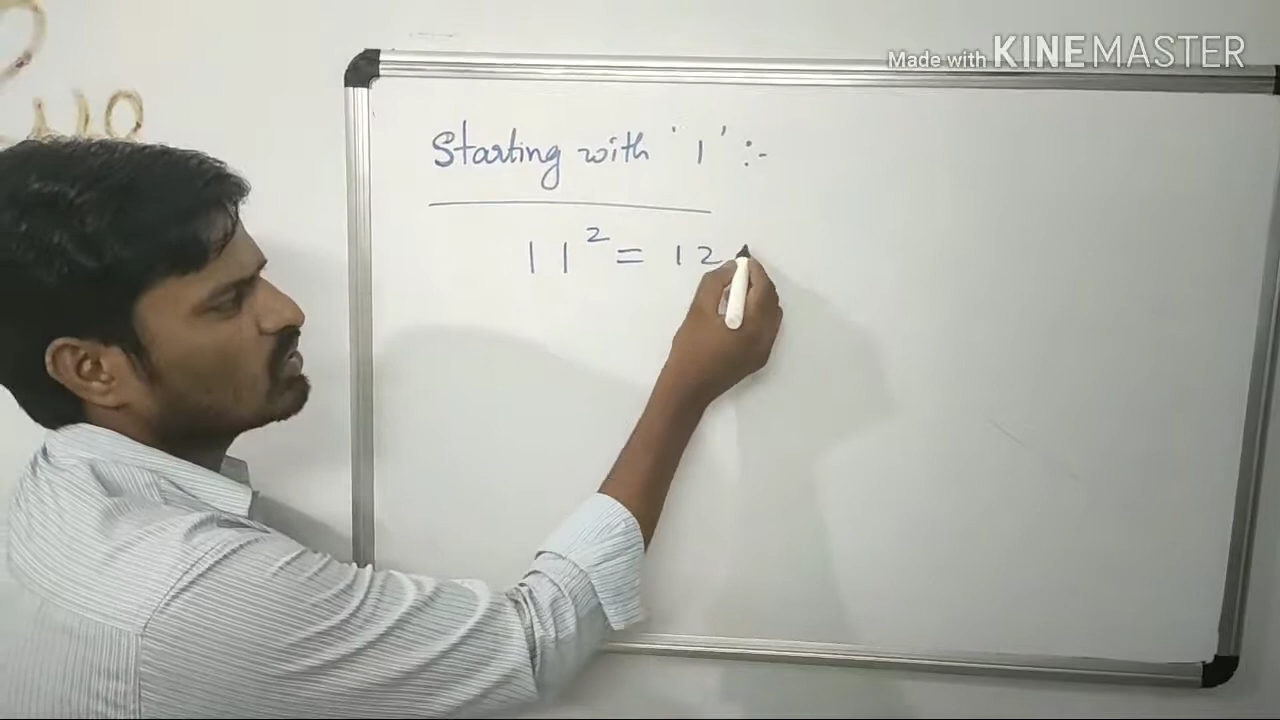 Made with KINEMASTER
Starting with '1' :-
11² = 12